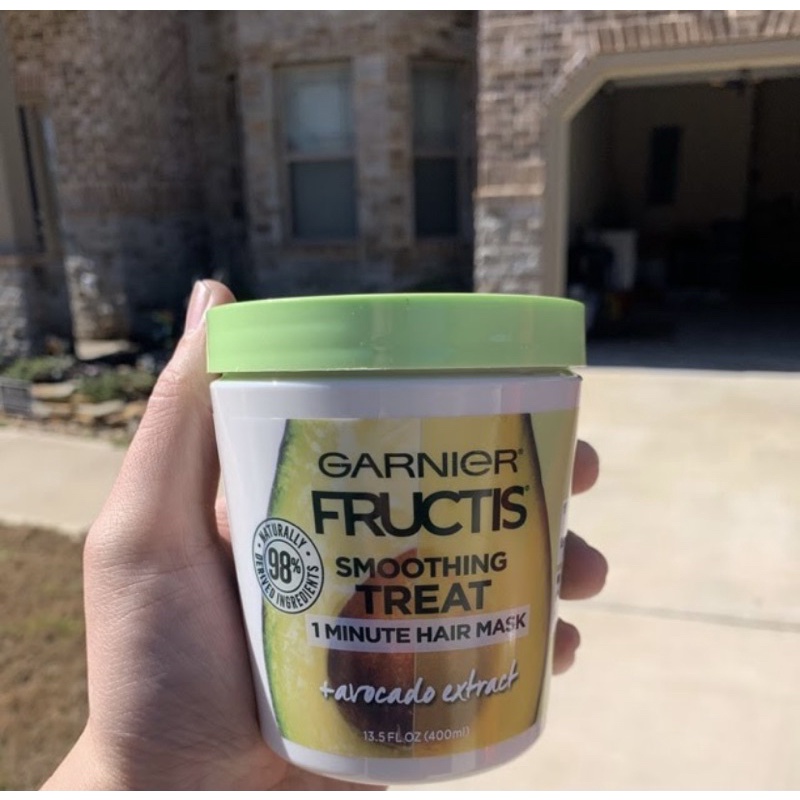 GARNIER®
FRUCTIS®
NATURALLY
98%
DERIVED INGREDIENTS
SMOOTHING
TREAT
1 MINUTE HAIR MASK
+avocado extract
13.5 FL OZ (400ml)